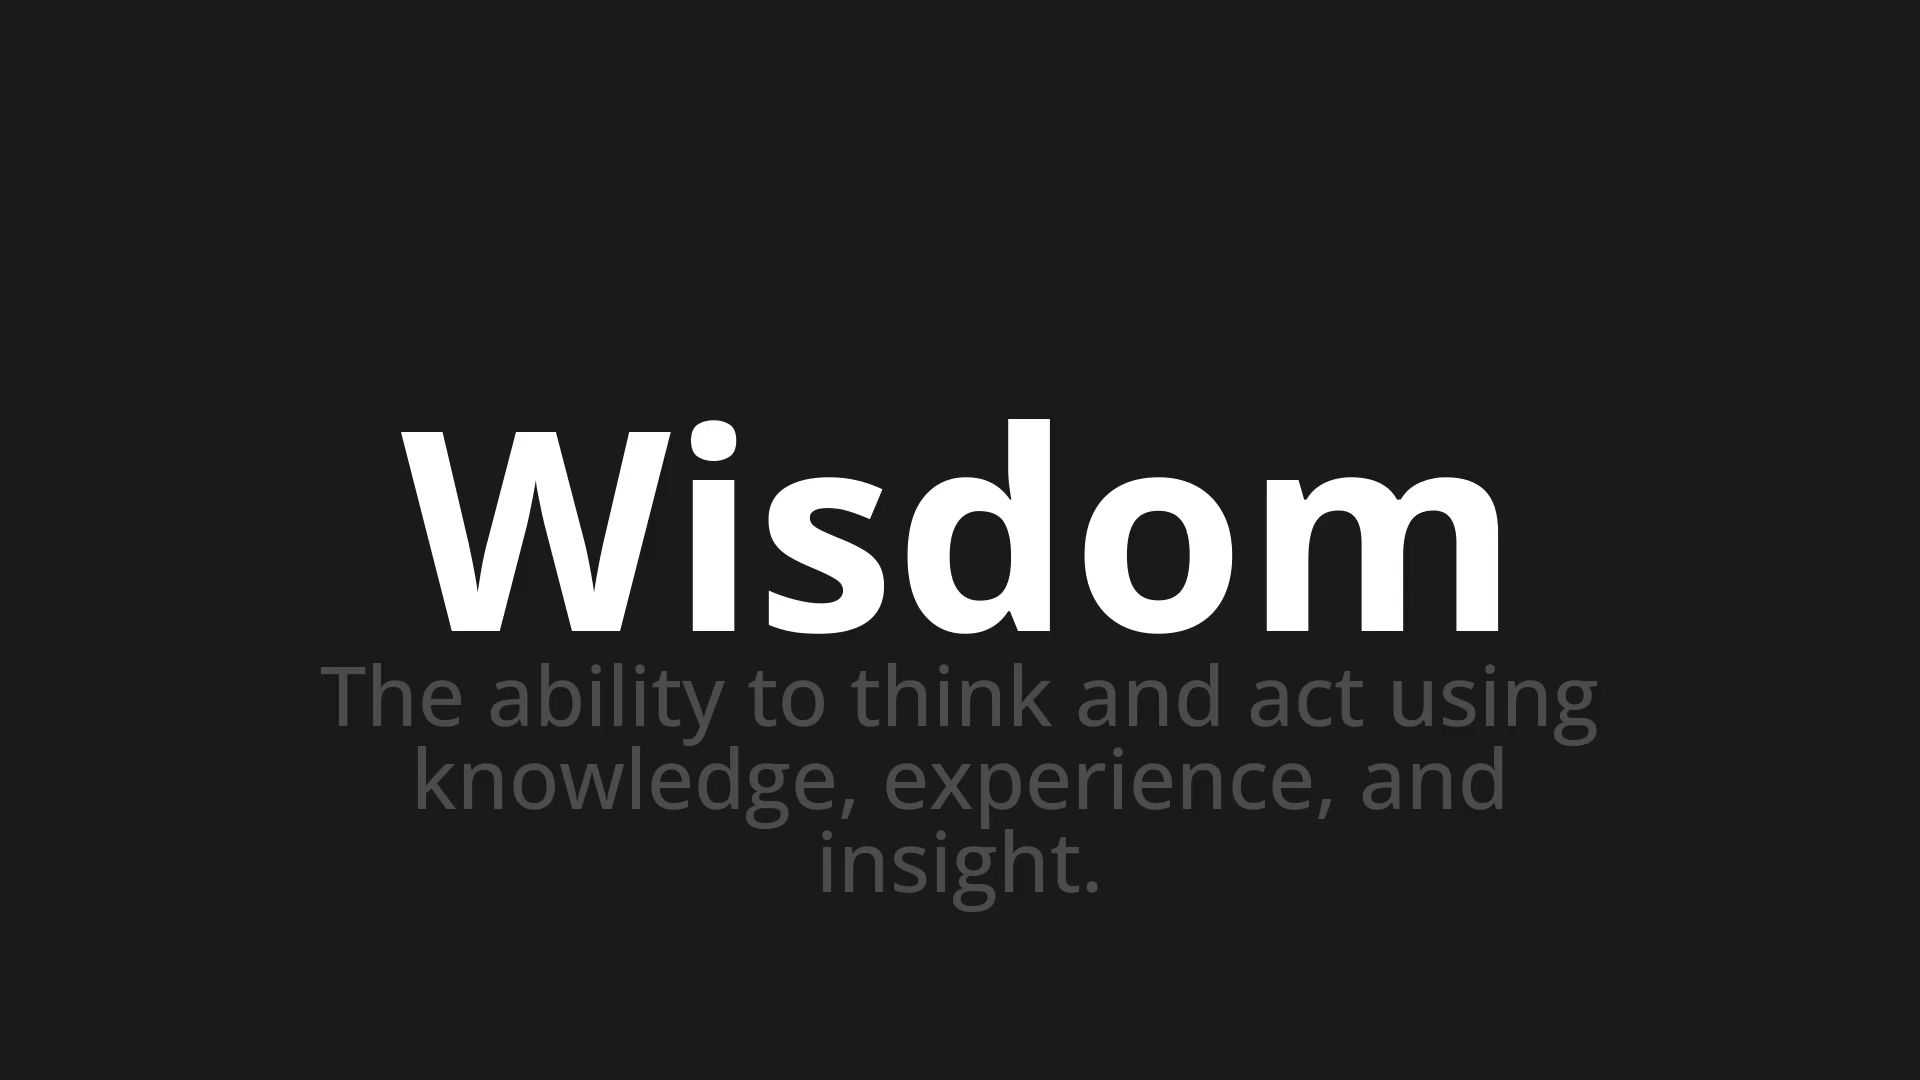 Wisdom
The ability to think and act using
knowledge, experience, and
insight.